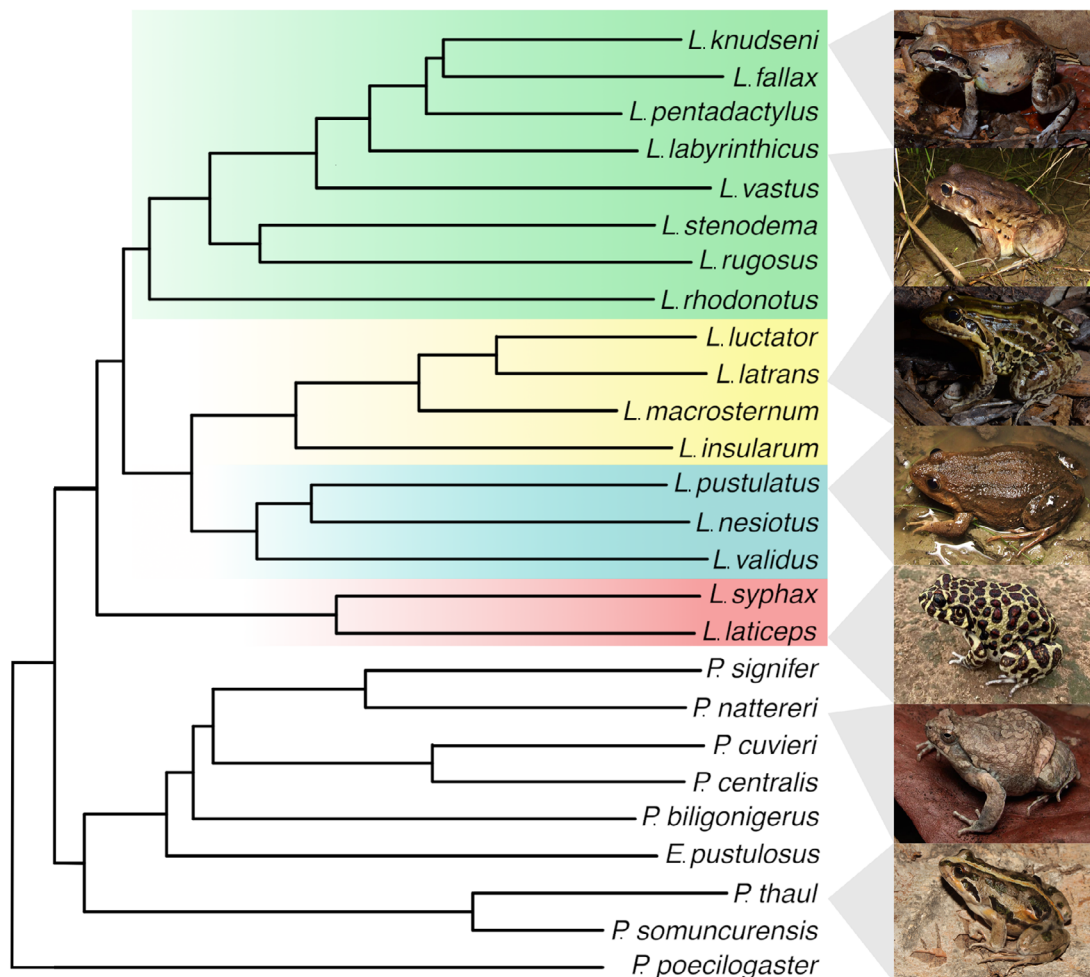 L. knudseni
L. fallax
L. pentadactylus
L. labyrinthicus
L. vastus
L. stenodema
L. rugosus
L. rhodonotus
L. luctator
L. latrans
L. macrosternum
L. insularum
L. pustulatus
L. nesiotus
L. validus
L. syphax
L. laticeps
P. signifer
P. nattereri
P. cuvieri
P. centralis
P. biligonigerus
E. pustulosus
P. thaul
P. somuncurensis
P. poecilogaster